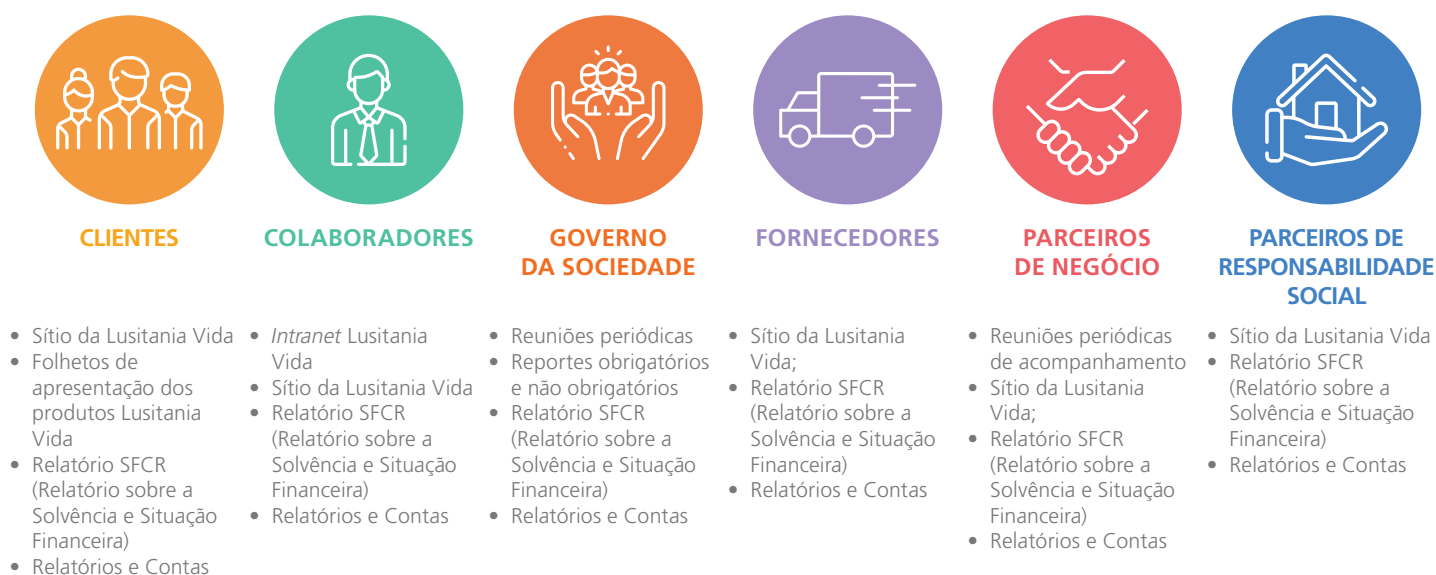 CLIENTES
• Sítio da Lusitania Vida
• Folhetos de
apresentação dos
produtos Lusitania
Vida
• Relatório SFCR
(Relatório sobre a
Solvência e Situação
Financeira)
• Relatórios e Contas
COLABORADORES
• Intranet Lusitania
Vida
• Sítio da Lusitania Vida
• Relatório SFCR
(Relatório sobre a
Solvência e Situação
Financeira)
• Relatórios e Contas
GOVERNO
DA SOCIEDADE
• Reuniões periódicas
• Reportes obrigatórios
e não obrigatórios
• Relatório SFCR
(Relatório sobre a
Solvência e Situação
Financeira)
• Relatórios e Contas
FORNECEDORES
• Sítio da Lusitania
Vida;
• Relatório SFCR
(Relatório sobre a
Solvência e Situação
Financeira)
• Relatórios e Contas
PARCEIROS
DE NEGÓCIO
• Reuniões periódicas
de acompanhamento
• Sítio da Lusitania
Vida;
• Relatório SFCR
(Relatório sobre a
Solvência e Situação
Financeira)
• Relatórios e Contas
PARCEIROS DE
RESPONSABILIDADE
SOCIAL
• Sítio da Lusitania Vida
• Relatório SFCR
(Relatório sobre a
Solvência e Situação
Financeira)
• Relatórios e Contas